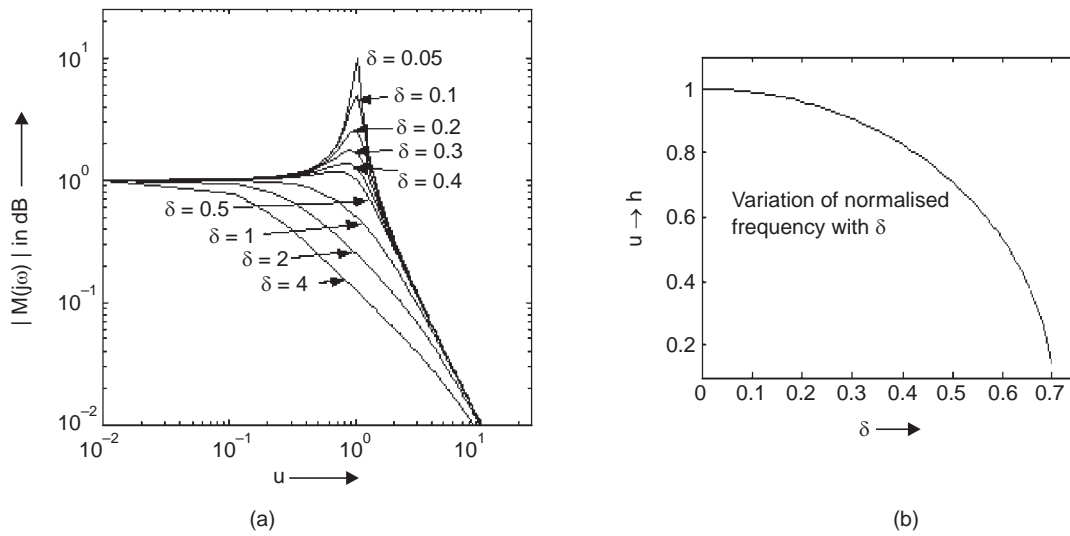 10^1
10^0
10^-1
10^-2
| M(jω) | in dB
δ = 0.05
δ = 0.1
δ = 0.2
δ = 0.3
δ = 0.4
δ = 0.5
δ = 1
δ = 2
δ = 4
10^-2 10^-1 10^0 10^1
u
(a)
1
0.8
0.6
0.4
0.2
u → h
Variation of normalised
frequency with δ
0 0.1 0.2 0.3 0.4 0.5 0.6 0.7
δ
(b)